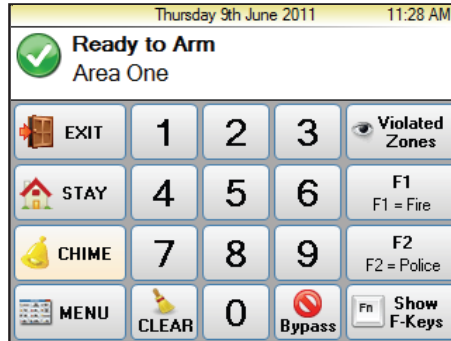 Thursday 9th June 2011 11:28 AM
Ready to Arm
Area One
EXIT 1 2 3 Violated Zones
STAY 4 5 6 F1
F1 = Fire
CHIME 7 8 9 F2
F2 = Police
MENU CLEAR 0 Bypass Fn Show F-Keys